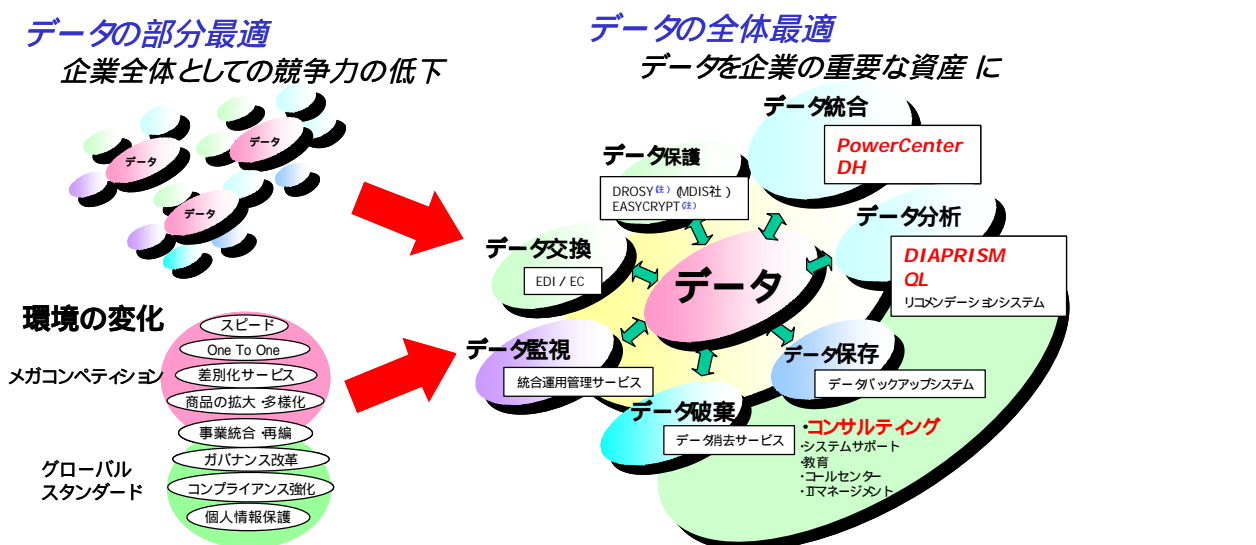 データの部分最適
企業全体としての競争力の低下
データ
データ
データ
環境の変化
メガコンペティション
スピード
One To One
差別化サービス
商品の拡大・多様化
事業統合・再編
グローバル
スタンダード
ガバナンス改革
コンプライアンス強化
個人情報保護
データの全体最適
データを企業の重要な資産 に
データ統合
PowerCenter
DH
データ保護
DROSY(注) (MDIS社 )
EASYCRYPT(注)
データ分析
DIAPRISM
QL
リコメンデーションシステム
データ交換
EDI / EC
データ
データ監視
統合運用管理サービス
データ保存
データバックアップシステム
データ破棄
データ消去サービス
・コンサルティング
・システムサポート
・教育
・コールセンター
・ITマネージメント